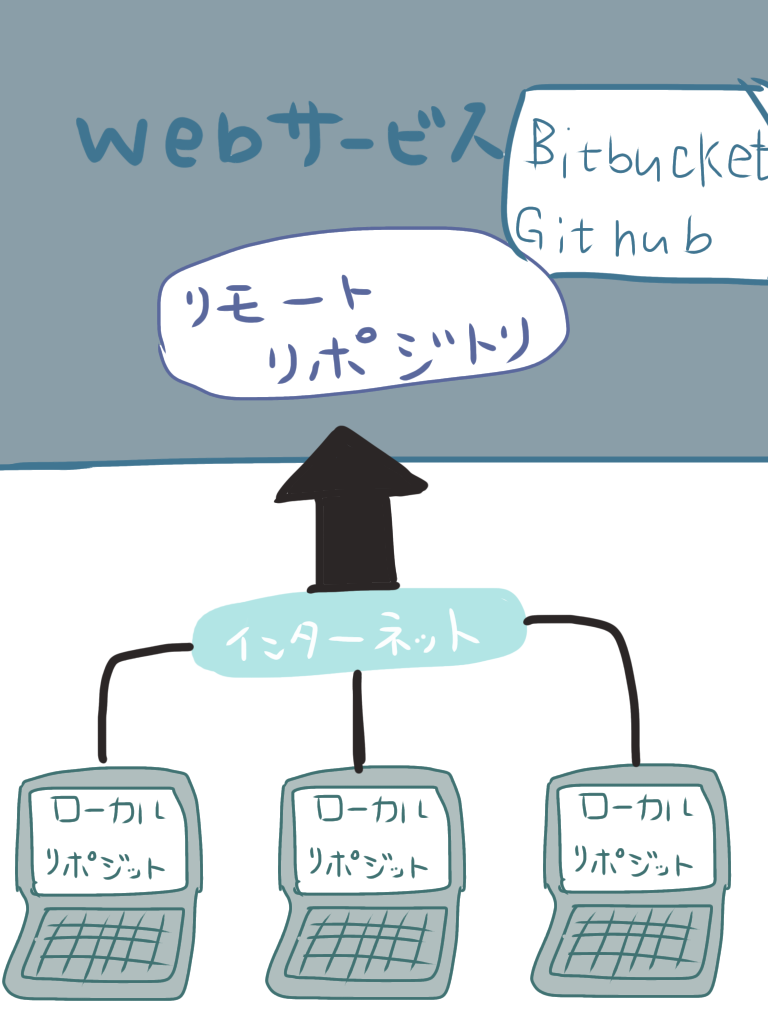 Webサービス
Bitbucket
Github
リモート
リポジトリ
インターネット
ローカル
リポジット
ローカル
リポジット
ローカル
リポジット